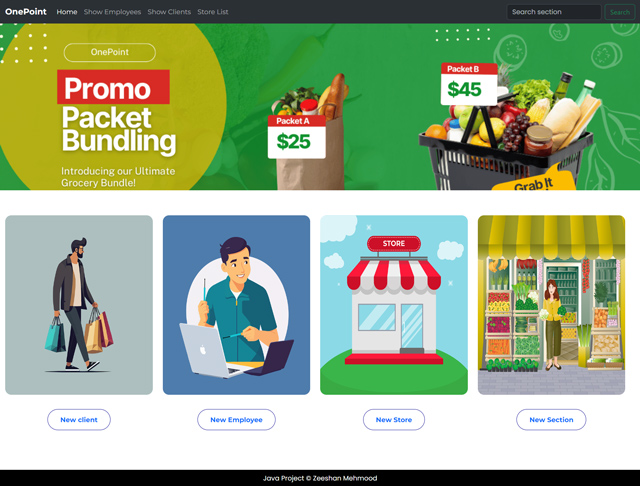 OnePoint
Home
Show Employees
Show Clients
Store List
Search section
Search
OnePoint
Promo
Packet
Bundling
Introducing our Ultimate
Grocery Bundle!
Packet A
$25
Packet B
$45
Grab It
STORE
New client
New Employee
New Store
New Section
Java Project © Zeeshan Mehmood